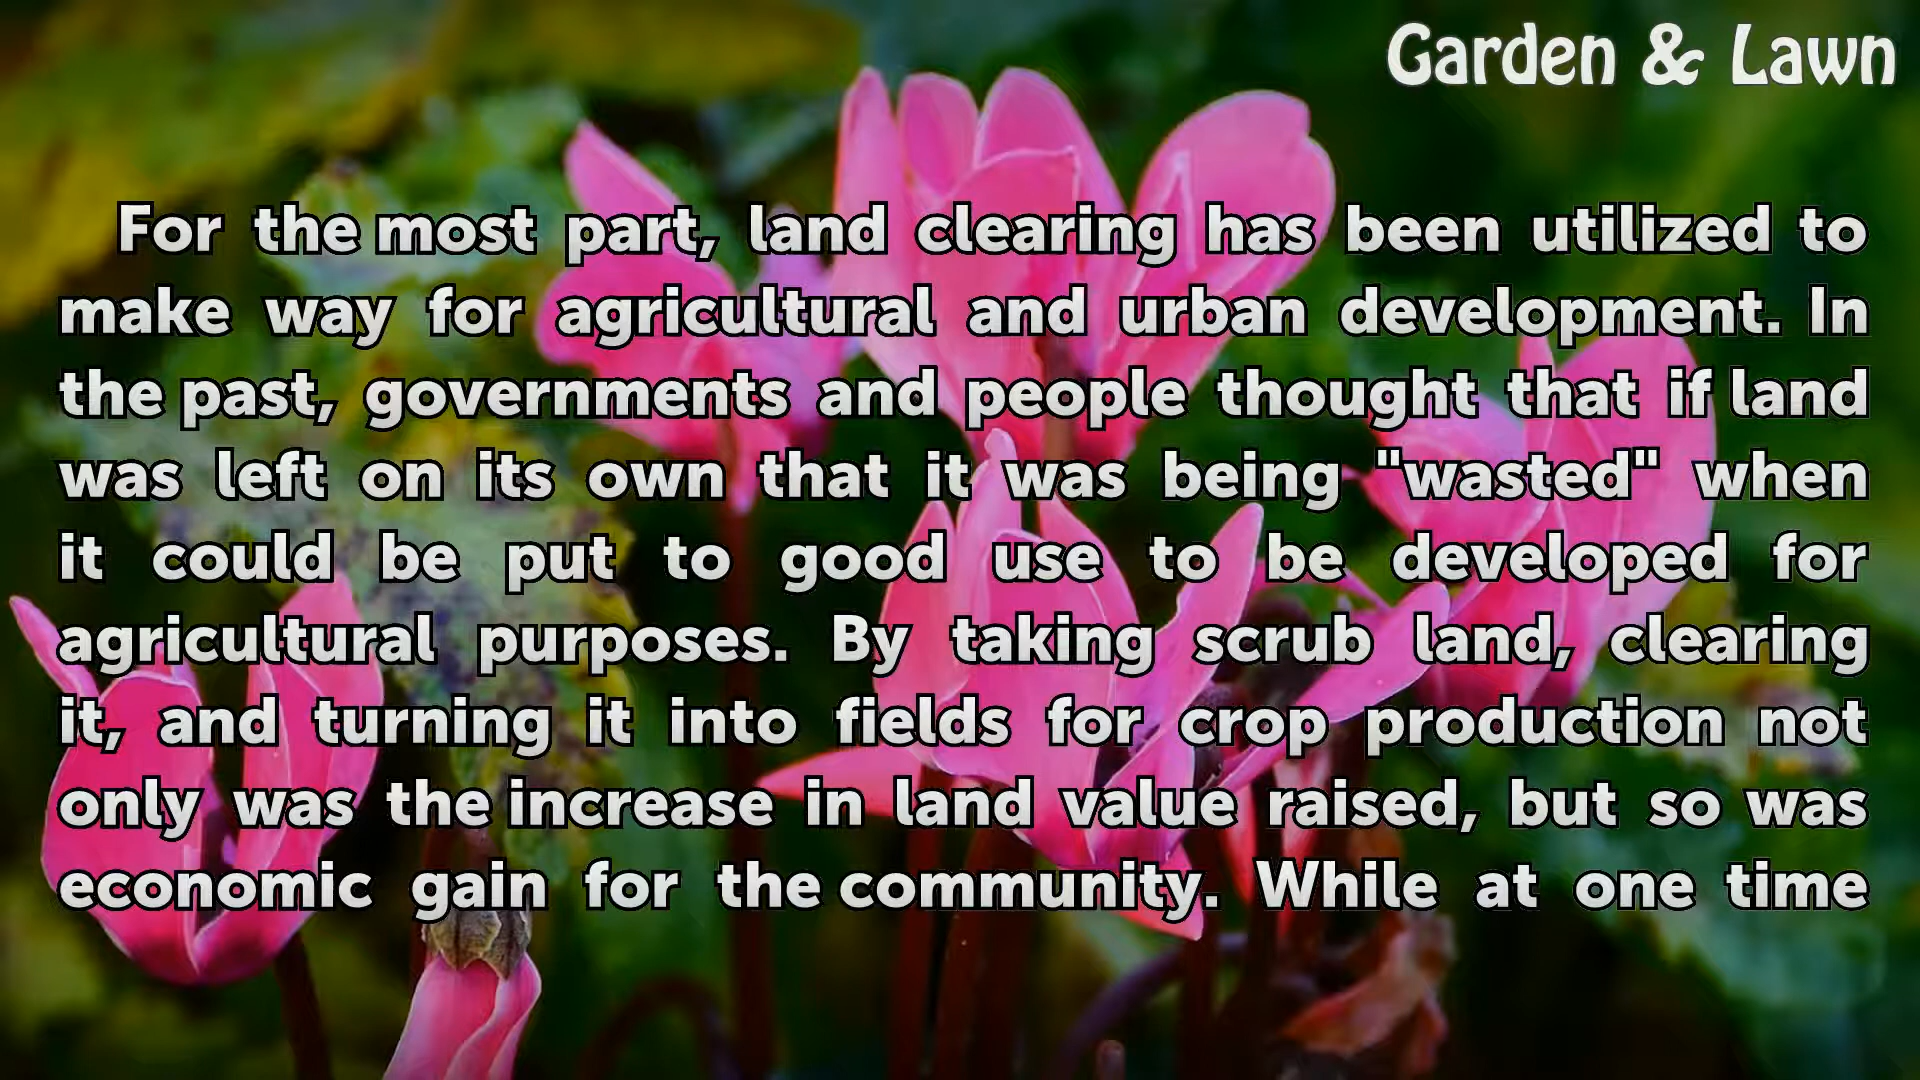 Garden & Lawn
For the most part, land clearing has been utilized to
make way for agricultural and urban development. In
the past, governments and people thought that if land
was left on its own that it was being "wasted" when
it could be put to good use to be developed for
agricultural purposes. By taking scrub land, clearing
it, and turning it into fields for crop production not
only was the increase in land value raised, but so was
economic gain for the community. While at one time